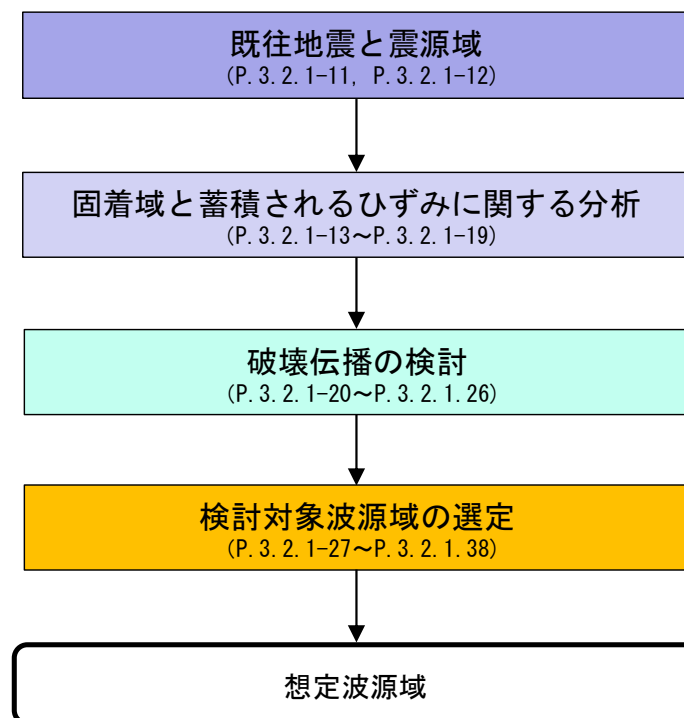 既往地震と震源域
(P.3.2.1-11, P.3.2.1-12)
固着域と蓄積されるひずみに関する分析
(P.3.2.1-13～P.3.2.1-19)
破壊伝播の検討
(P.3.2.1-20～P.3.2.1.26)
検討対象波源域の選定
(P.3.2.1-27～P.3.2.1.38)
想定波源域